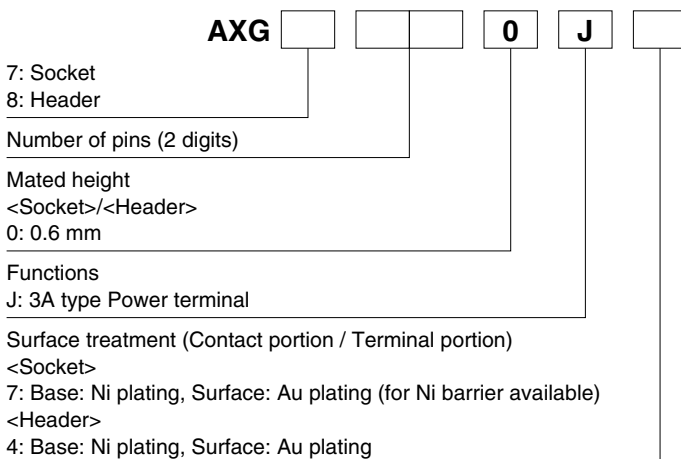 AXG 0 J
7: Socket
8: Header
Number of pins (2 digits)
Mated height
<Socket>/<Header>
0: 0.6 mm
Functions
J: 3A type Power terminal
Surface treatment (Contact portion / Terminal portion)
<Socket>
7: Base: Ni plating, Surface: Au plating (for Ni barrier available)
<Header>
4: Base: Ni plating, Surface: Au plating